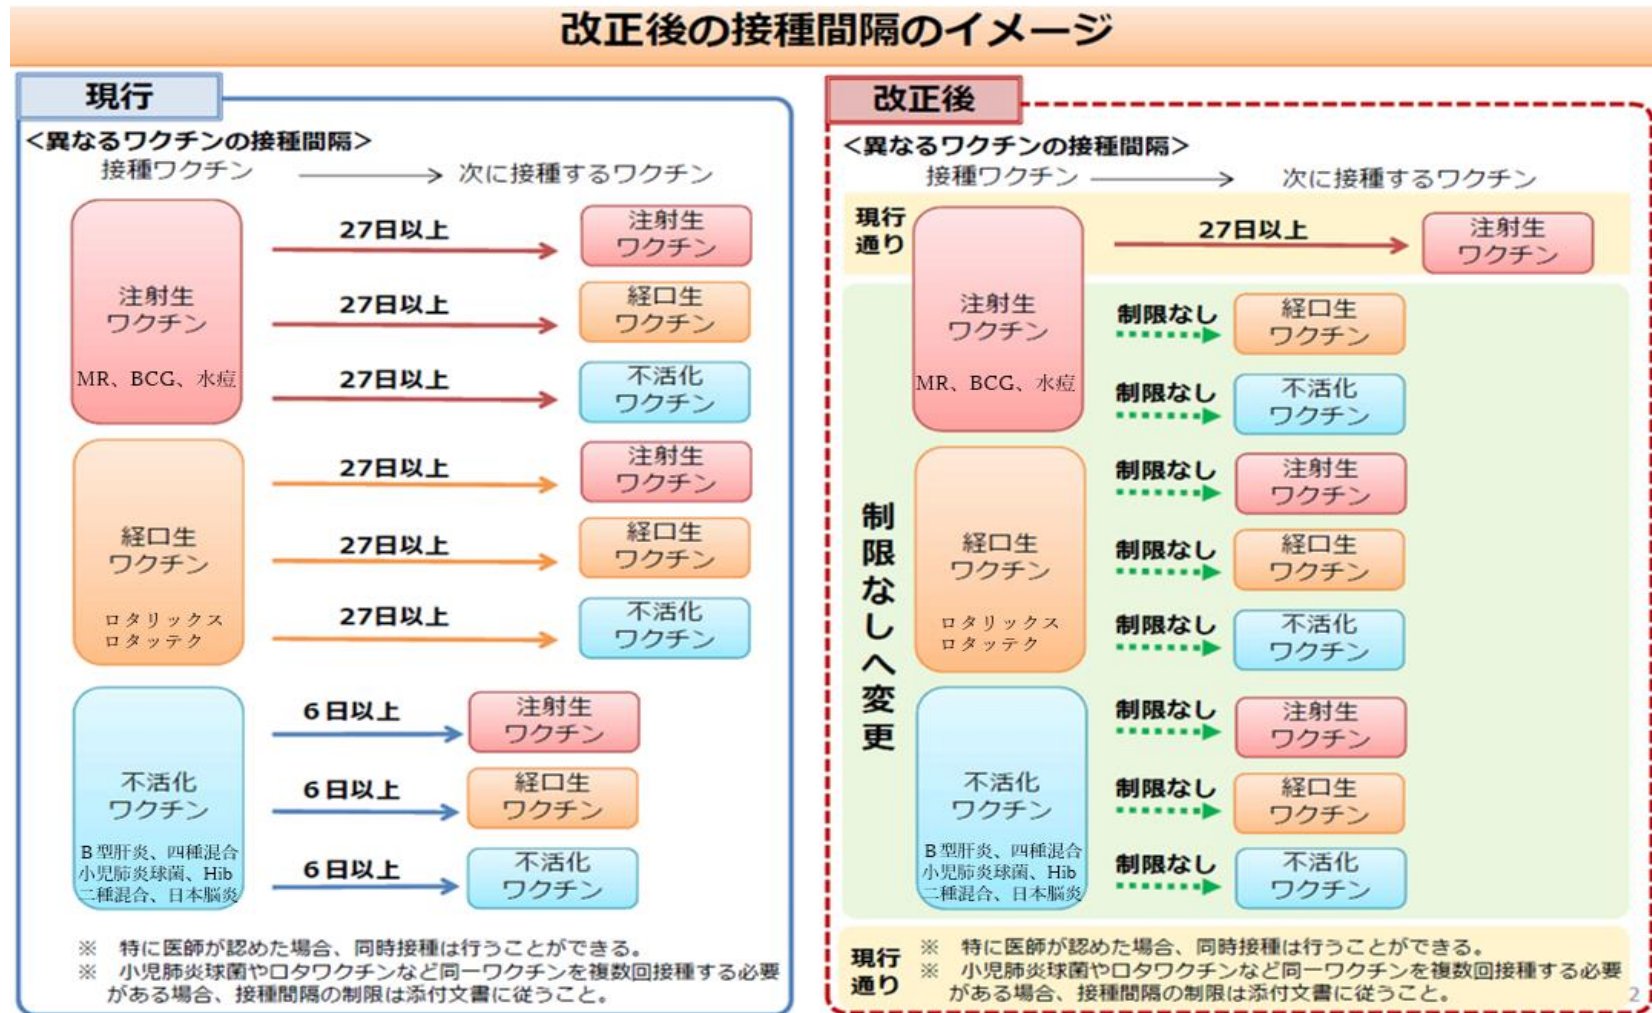 改正後の接種間隔のイメージ
現行
<異なるワクチンの接種間隔>
接種ワクチン
次に接種するワクチン
注射生
ワクチン
MR、BCG、水痘
27日以上
注射生
ワクチン
27日以上
経口生
ワクチン
27日以上
不活化
ワクチン
経口生
ワクチン
ロタリックス
ロタッテク
27日以上
注射生
ワクチン
27日以上
経口生
ワクチン
27日以上
不活化
ワクチン
不活化
ワクチン
B型肝炎、四種混合
小児肺炎球菌、Hib
二種混合、日本脳炎
6日以上
注射生
ワクチン
6日以上
経口生
ワクチン
6日以上
不活化
ワクチン
※ 特に医師が認めた場合、同時接種は行うことができる。
※ 小児肺炎球菌やロタワクチンなど同一ワクチンを複数回接種する必要
がある場合、接種間隔の制限は添付文書に従うこと。
改正後
<異なるワクチンの接種間隔>
接種ワクチン
次に接種するワクチン
現行
通り
注射生
ワクチン
MR、BCG、水痘
27日以上
注射生
ワクチン
制限なしへ変更
制限なし
経口生
ワクチン
制限なし
不活化
ワクチン
経口生
ワクチン
ロタリックス
ロタッテク
制限なし
注射生
ワクチン
制限なし
経口生
ワクチン
制限なし
不活化
ワクチン
不活化
ワクチン
B型肝炎、四種混合
小児肺炎球菌、Hib
二種混合、日本脳炎
制限なし
注射生
ワクチン
制限なし
経口生
ワクチン
制限なし
不活化
ワクチン
現行
通り
※ 特に医師が認めた場合、同時接種は行うことができる。
※ 小児肺炎球菌やロタワクチンなど同一ワクチンを複数回接種する必要
がある場合、接種間隔の制限は添付文書に従うこと。
2